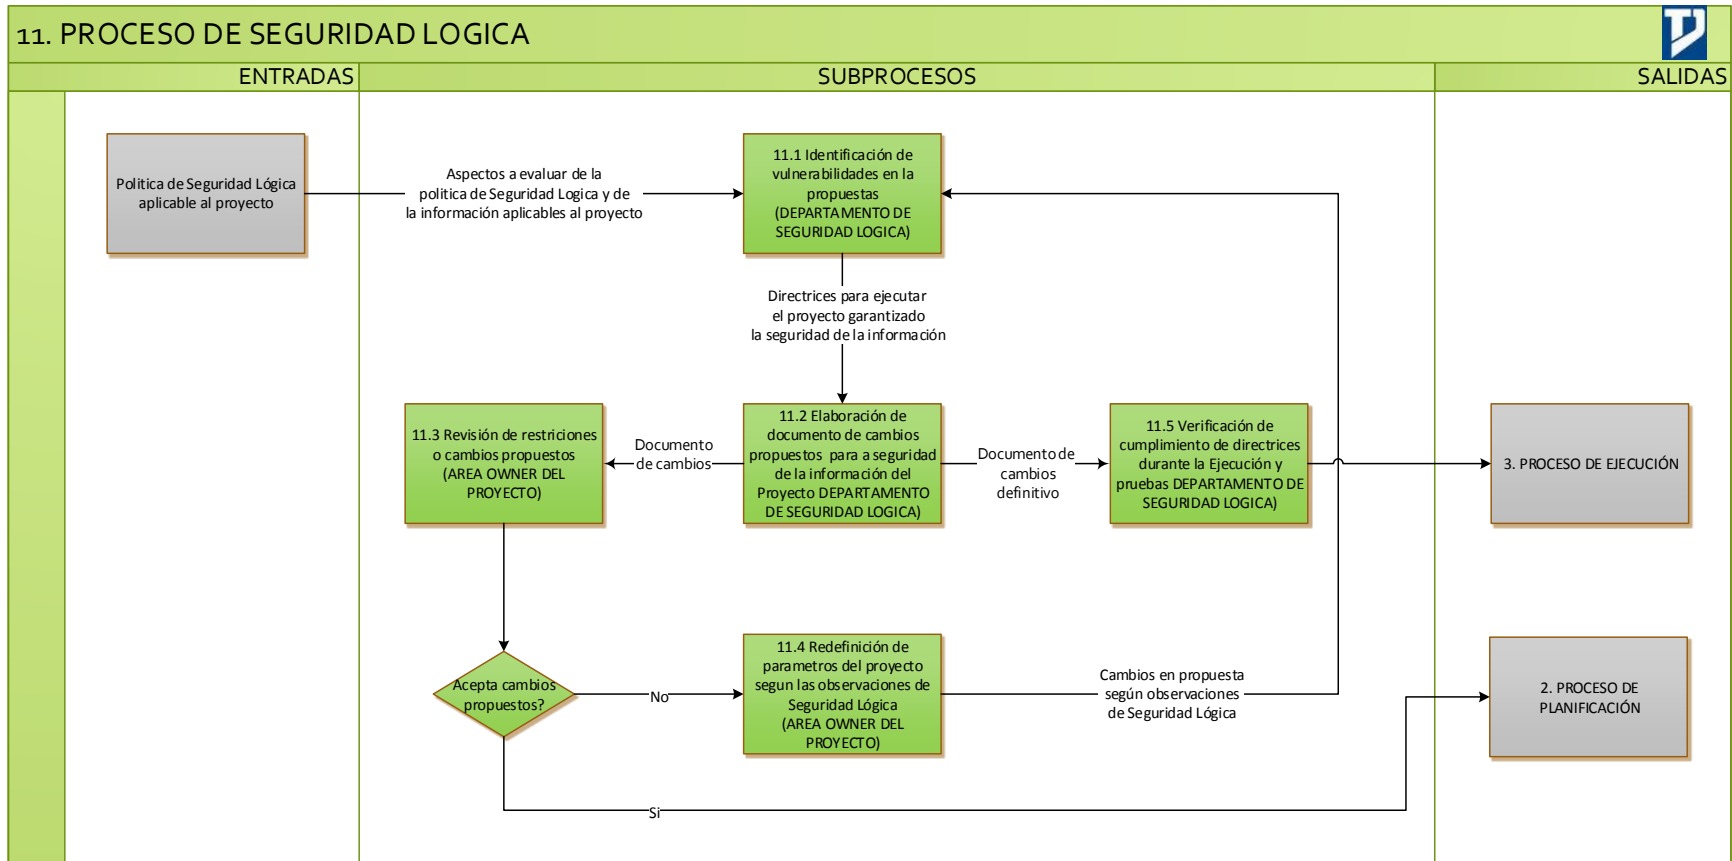 11. PROCESO DE SEGURIDAD LOGICA
ENTRADAS
SUBPROCESOS
SALIDAS
Politica de Seguridad Lógica
aplicable al proyecto
Aspectos a evaluar de la
politica de Seguridad Logica y de
la información aplicables al proyecto
11.1 Identificación de
vulnerabilidades en la
propuestas
(DEPARTAMENTO DE
SEGURIDAD LOGICA)
Directrices para ejecutar
el proyecto garantizado
la seguridad de la información
11.3 Revisión de restriciones
o cambios propuestos
(AREA OWNER DEL
PROYECTO)
Documento
de cambios
11.2 Elaboración de
documento de cambios
propuestos para a seguridad
de la información del
Proyecto DEPARTAMENTO
DE SEGURIDAD LOGICA)
Documento de
cambios
definitivo
11.5 Verificación de
cumplimiento de directrices
durante la Ejecución y
pruebas DEPARTAMENTO DE
SEGURIDAD LOGICA)
3. PROCESO DE EJECUCIÓN
Acepta cambios
propuestos?
No
11.4 Redefinición de
parametros del proyecto
segun las observaciones de
Seguridad Lógica
(AREA OWNER DEL
PROYECTO)
Cambios en propuesta
según observaciones
de Seguridad Lógica
2. PROCESO DE
PLANIFICACIÓN
Si